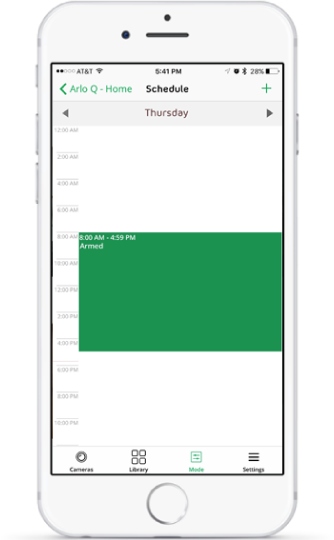 AT&T 5:41 PM 28%
Arlo Q - Home Schedule +
Thursday
12:00 AM
2:00 AM
4:00 AM
6:00 AM
8:00 AM 8:00 AM - 4:59 PM
Armed
10:00 AM
12:00 PM
2:00 PM
4:00 PM
6:00 PM
8:00 PM
10:00 PM
Cameras Library Mode Settings